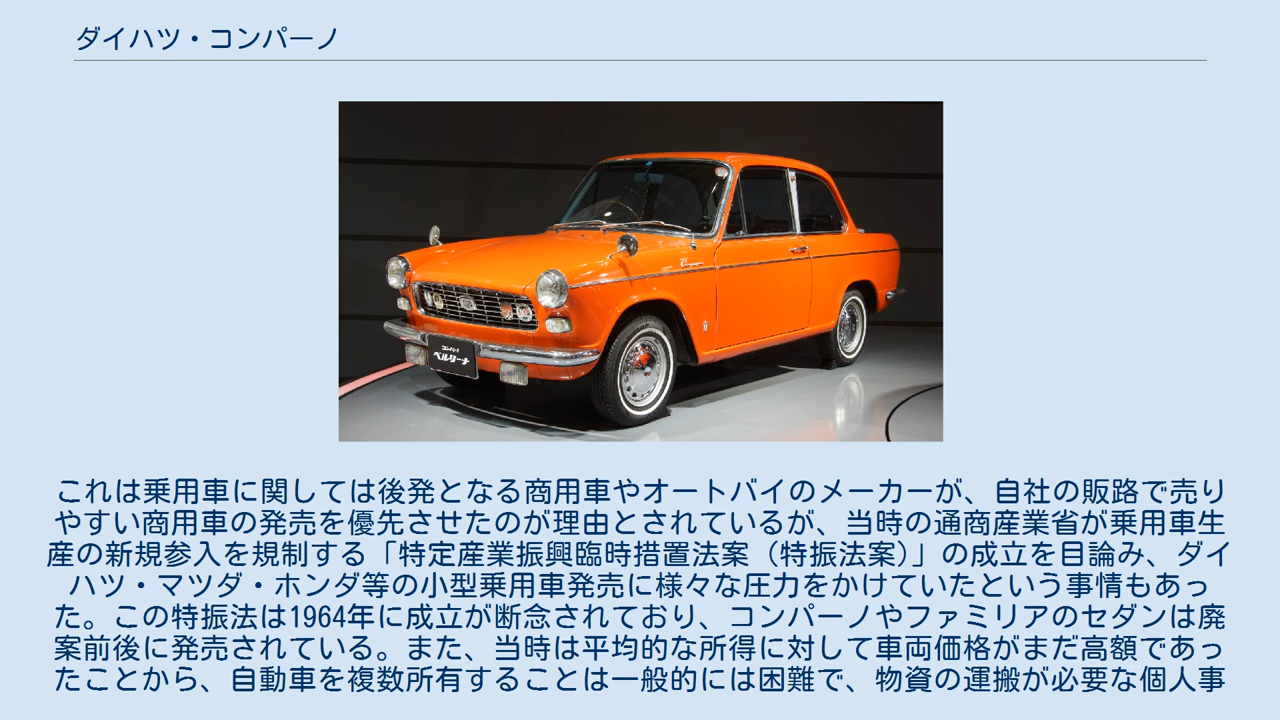 ダイハツ・コンパーノ
コンパーノ
ベルリーナ
これは乗用車に関しては後発となる商用車やオートバイのメーカーが、自社の販路で売り
やすい商用車の発売を優先させたのが理由とされているが、当時の通商産業省が乗用車生
産の新規参入を規制する「特定産業振興臨時措置法案（特振法案）」の成立を目論み、ダイ
ハツ・マツダ・ホンダ等の小型乗用車発売に様々な圧力をかけていたという事情もあっ
た。この特振法は1964年に成立が断念されており、コンパーノやファミリアのセダンは廃
案前後に発売されている。また、当時は平均的な所得に対して車両価格がまだ高額であっ
たことから、自動車を複数所有することは一般的には困難で、物資の運搬が必要な個人事